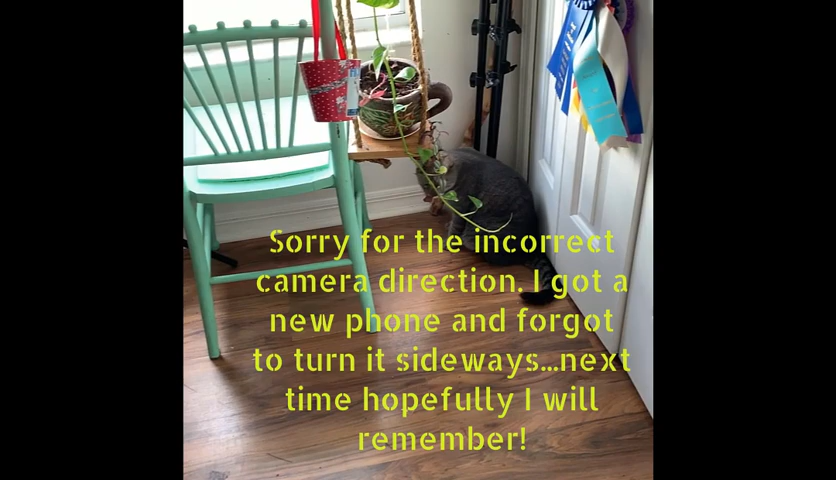 Sorry for the incorrect
camera direction. I got a
new phone and forgot
to turn it sideways...next
time hopefully I will
remember!